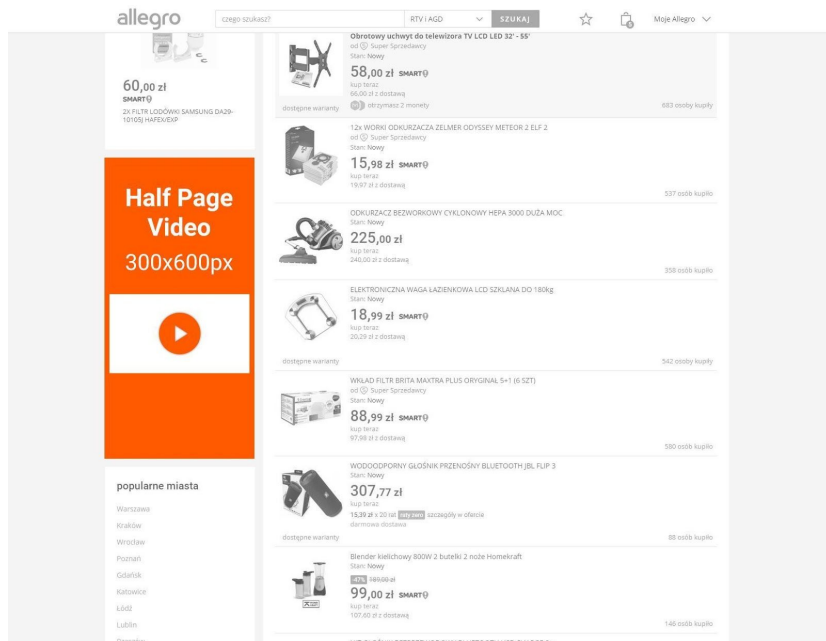 allegro
czego szukasz?
RTV i AGD
SZUKAJ
Moje Allegro
60,00 zł
SMART
2X FILTR LODÓWKI SAMSUNG DA29-
10105J HAFEX/EXP
Half Page
Video
300x600px
popularne miasta
Warszawa
Kraków
Wrocław
Poznań
Gdańsk
Katowice
Łódź
Lublin
Obrotowy uchwyt do telewizora TV LCD LED 32' - 55'
od Super Sprzedawcy
Stan: Nowy
58,00 zł SMART
kup teraz
66,00 zł z dostawą
dostępne warianty
otrzymasz 2 monety
883 osoby kupiły
12x WORKI ODKURZACZA ZELMER ODYSSEY METEOR 2 ELF 2
od Super Sprzedawcy
Stan: Nowy
15,98 zł SMART
kup teraz
19,97 zł z dostawą
537 osób kupiło
ODKURZACZ BEZWORKOWY CYKLONOWY HEPA 3000 DUŻA MOC
Stan: Nowy
225,00 zł
kup teraz
240,00 zł z dostawą
358 osób kupiło
ELEKTRONICZNA WAGA ŁAZIENKOWA LCD SZKLANA DO 180kg
Stan: Nowy
18,99 zł SMART
kup teraz
20,29 zł z dostawą
dostępne warianty
542 osoby kupiły
WKŁAD FILTR BRITA MAXTRA PLUS ORYGINAŁ 5+1 (6 SZT)
od Super Sprzedawcy
Stan: Nowy
88,99 zł SMART
kup teraz
97,98 zł z dostawą
580 osób kupiło
WODOODPORNY GŁOŚNIK PRZENOŚNY BLUETOOTH JBL FLIP 3
Stan: Nowy
307,77 zł
kup teraz
15,39 zł x 20 rat raty zero szczegóły w ofercie
darmowa dostawa
dostępne warianty
88 osób kupiło
Blender kielichowy 800W 2 butelki 2 noże Homekraft
Stan: Nowy
-47% 189,00 zł
99,00 zł SMART
kup teraz
107,60 zł z dostawą
146 osób kupiło